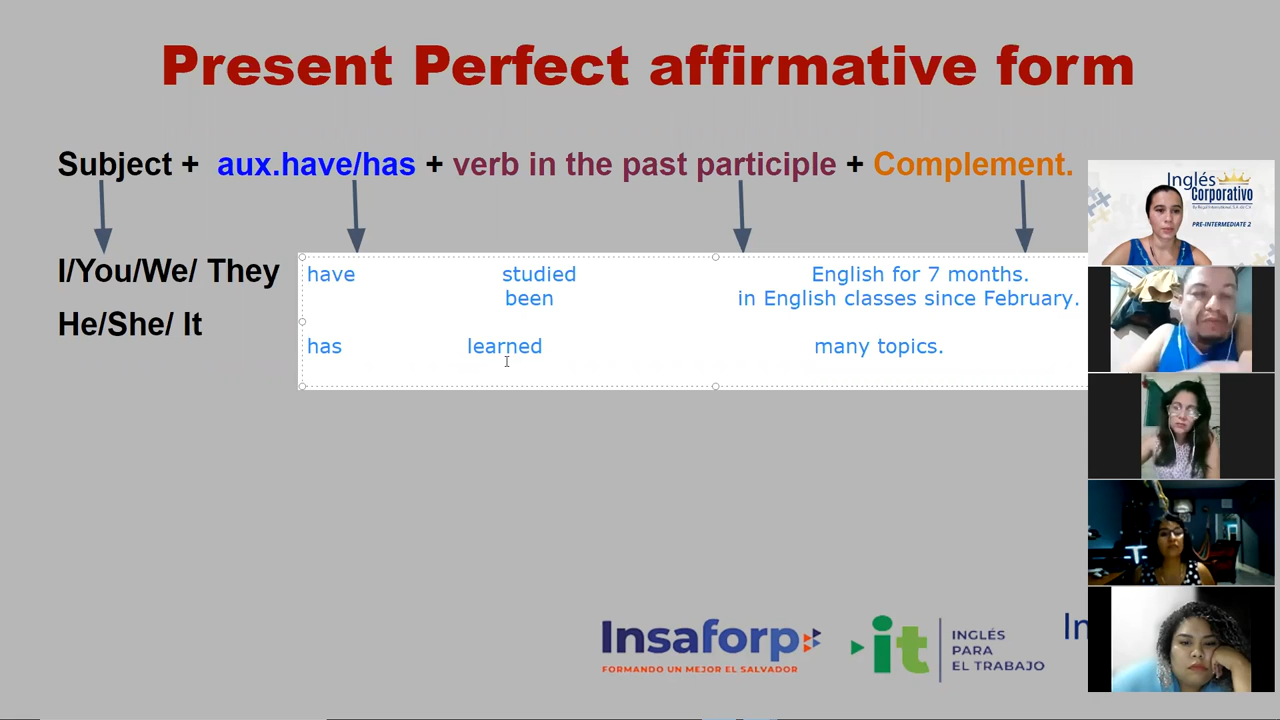 Present Perfect affirmative form
Subject + aux.have/has + verb in the past participle + Complement.
I/You/We/ They have studied English for 7 months.
been in English classes since February.
He/She/ It
has learned many topics.
Inglés
Corporativo
PRE-INTERMEDIATE 2
Insaforp
FORMANDO UN MEJOR EL SALVADOR
it
INGLÉS
PARA
EL TRABAJO
In